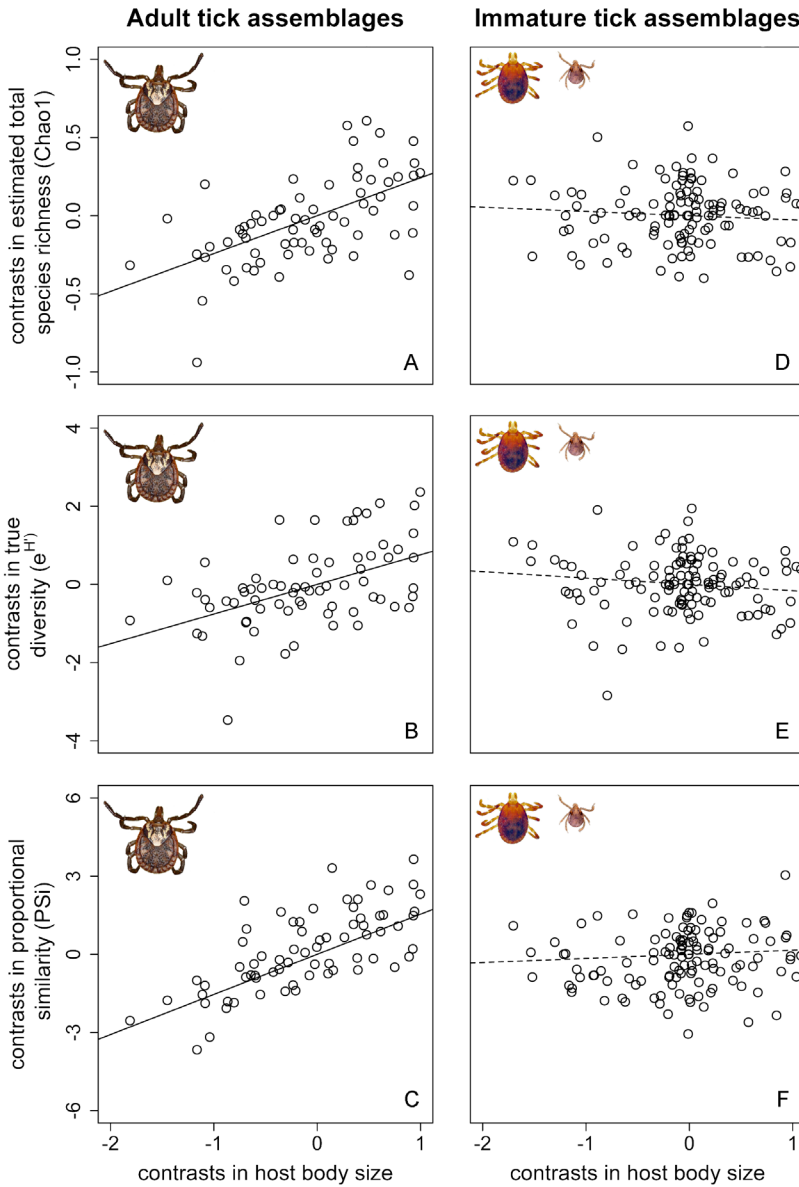 Adult tick assemblages
Immature tick assemblages
contrasts in estimated total
species richness (Chao1)
1.0
0.5
0.0
-0.5
-1.0
A
D
contrasts in true
diversity (eH')
4
2
0
-2
-4
B
E
contrasts in proportional
similarity (PSi)
6
3
0
-3
-6
C
F
-2 -1 0 1
-2 -1 0 1
contrasts in host body size
contrasts in host body size